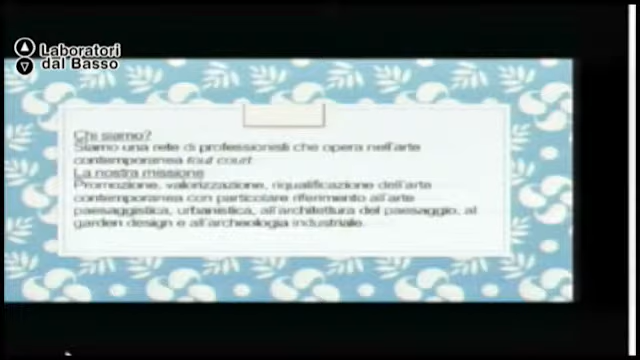 Laboratori
dal Basso
Chi siamo?
Siamo una rete di professionisti che opera nell'arte
contemporanea tout court
La nostra missione
Promozione, valorizzazione, riqualificazione dell'arte
contemporanea con particolare riferimento all'arte
paesaggistica, urbanistica, all'architettura del paesaggio, al
garden design e all'archeologia industriale.